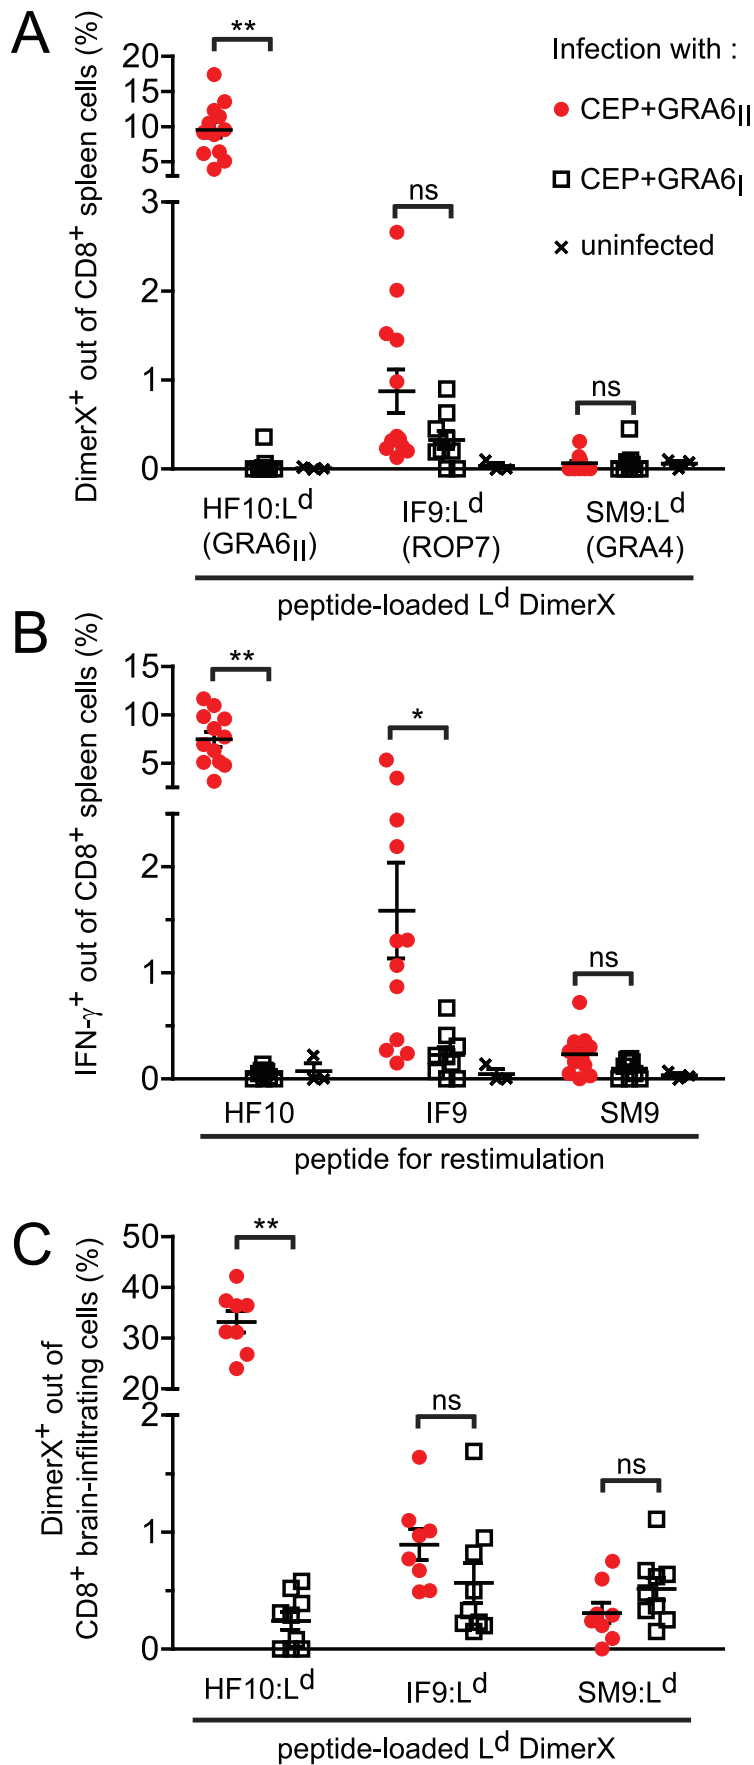 A
DimerX+ out of CD8+ spleen cells (%)
20
15
10
5
3
2
1
0
**
ns
ns
Infection with :
CEP+GRA6II
CEP+GRA6I
uninfected
HF10:Ld IF9:Ld SM9:Ld
(GRA6II) (ROP7) (GRA4)
peptide-loaded Ld DimerX
B
IFN-γ+ out of CD8+ spleen cells (%)
15
10
5
2
1
0
**
*
ns
HF10 IF9 SM9
peptide for restimulation
C
DimerX+ out of
CD8+ brain-infiltrating cells (%)
50
40
30
20
2
1
0
**
ns
ns
HF10:Ld IF9:Ld SM9:Ld
peptide-loaded Ld DimerX